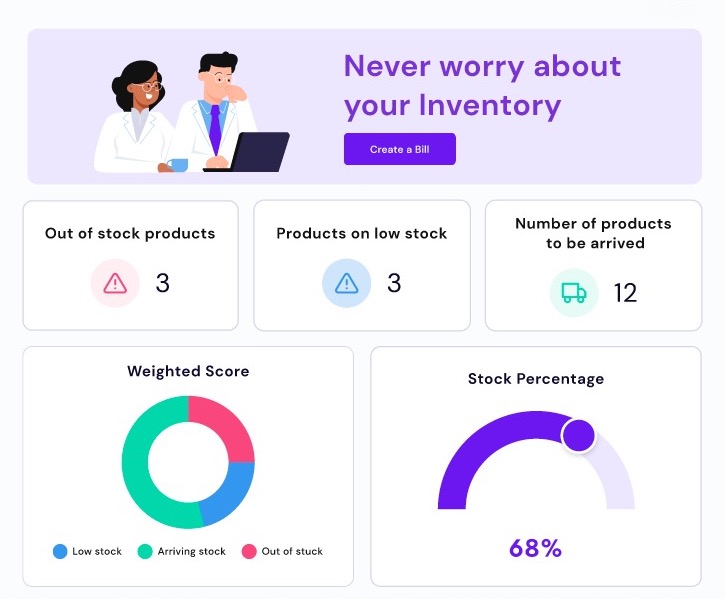 Never worry about
your Inventory
Create a Bill
Out of stock products
3
Products on low stock
3
Number of products
to be arrived
12
Weighted Score
Low stock
Arriving stock
Out of stuck
Stock Percentage
68%